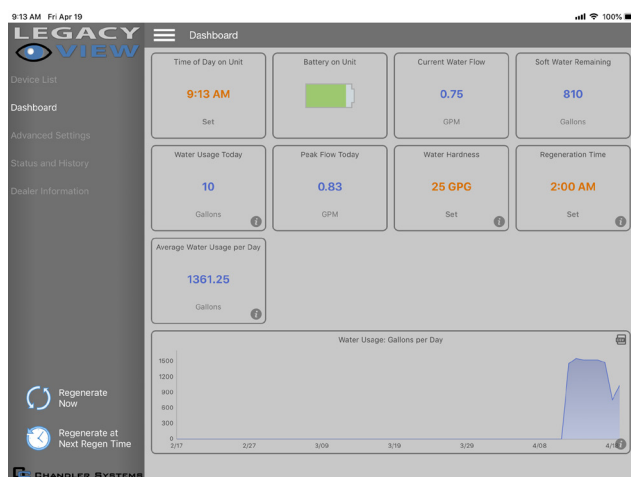 9:13 AM Fri Apr 19
100%
LEGACY
VIEW
Device List
Dashboard
Advanced Settings
Status and History
Dealer Information
Regenerate
Now
Regenerate at
Next Regen Time
CHANDLER SYSTEMS
Dashboard
Time of Day on Unit
9:13 AM
Set
Battery on Unit
Current Water Flow
0.75
GPM
Soft Water Remaining
810
Gallons
Water Usage Today
10
Gallons
Peak Flow Today
0.83
GPM
Water Hardness
25 GPG
Set
Regeneration Time
2:00 AM
Set
Average Water Usage per Day
1361.25
Gallons
Water Usage: Gallons per Day
1500
1200
900
600
300
0
2/17 2/27 3/09 3/19 3/29 4/08